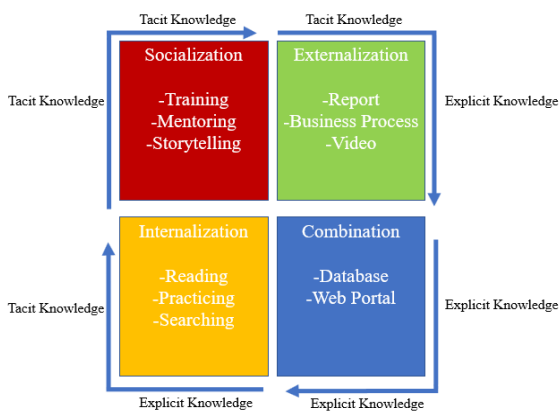 Tacit Knowledge
Tacit Knowledge
Socialization
-Training
-Mentoring
-Storytelling
Externalization
-Report
-Business Process
-Video
Tacit Knowledge
Explicit Knowledge
Internalization
-Reading
-Practicing
-Searching
Combination
-Database
-Web Portal
Tacit Knowledge
Explicit Knowledge
Explicit Knowledge
Explicit Knowledge